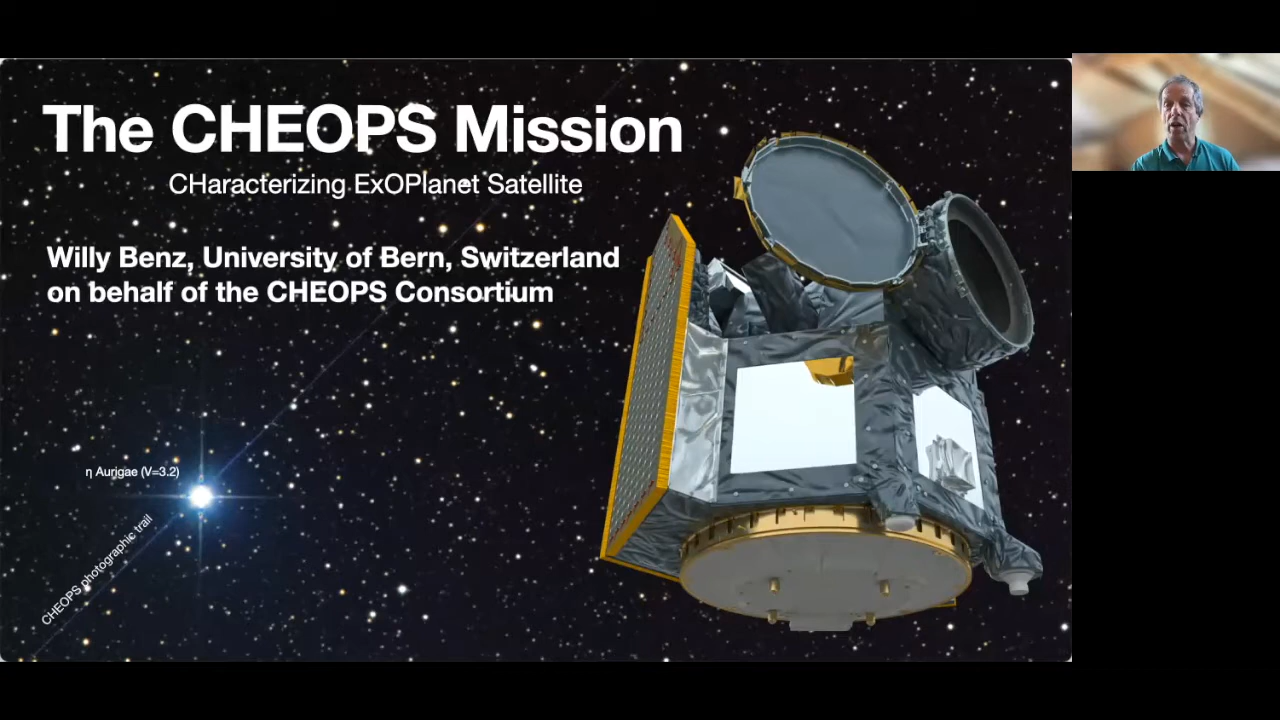 The CHEOPS Mission
CHaracterizing ExOPlanet Satellite
Willy Benz, University of Bern, Switzerland
on behalf of the CHEOPS Consortium
η Aurigae (V=3.2)
CHEOPS photographic trail